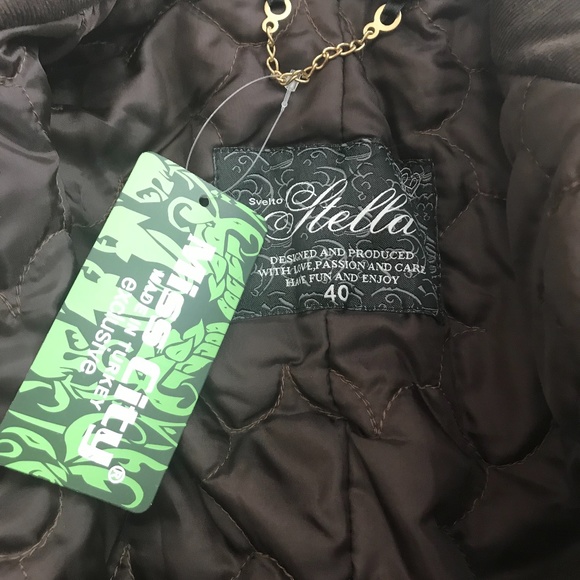 Svelto
Stella
DESIGNED AND PRODUCED
WITH LOVE,PASSION AND CARE
HAVE FUN AND ENJOY
40
Miss City®
MADE IN TURKEY
exclusive